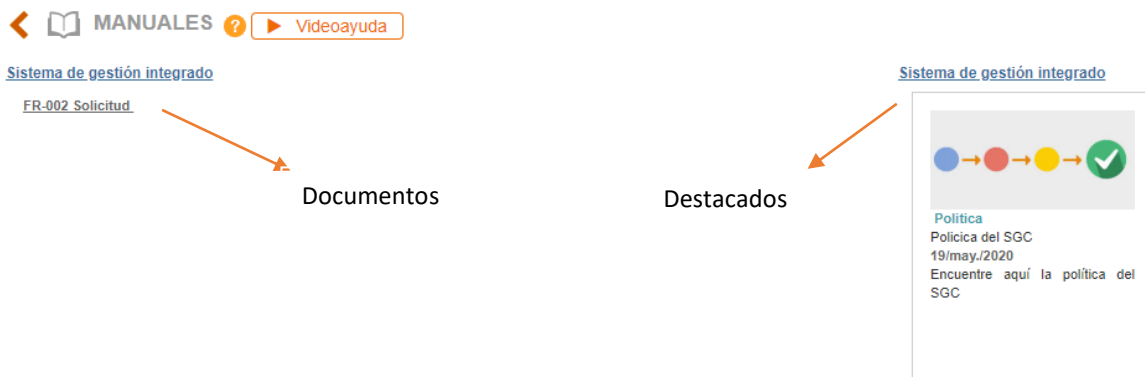 MANUALES ? Videoayuda
Sistema de gestión integrado
FR-002 Solicitud
Documentos
Destacados
Sistema de gestión integrado
Politica
Policica del SGC
19/may./2020
Encuentre aquí la política del
SGC